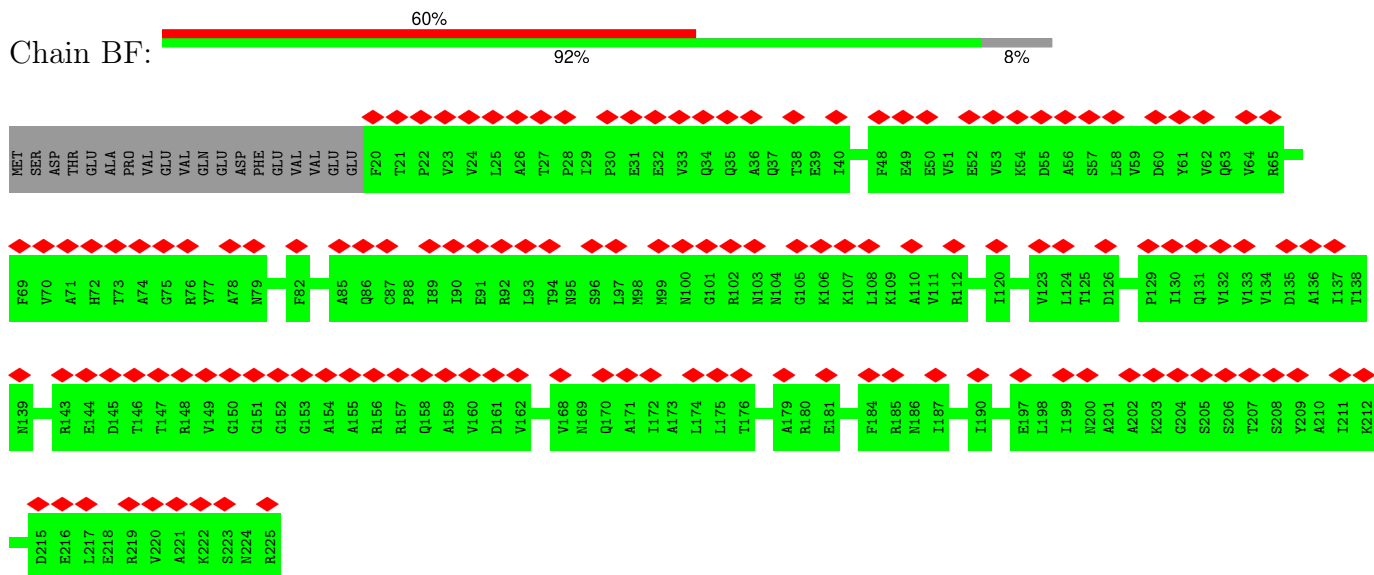 60%
Chain BF:
92% 8%
MET SER ASP THR GLU ALA PRO VAL GLU VAL GLN GLU ASP PHE GLU VAL VAL GLU GLU F20 T21 P22 V23 V24 L25 A26 T27 P28 I29 P30 E31 E32 V33 Q34 Q35 A36 Q37 T38 E39 I40 F48 E49 E50 V51 E52 V53 K54 D55 A56 S57 L58 V59 D60 Y61 V62 Q63 V64 R65
F69 V70 A71 H72 T73 A74 G75 R76 Y77 A78 N79 F82 A85 Q86 C87 P88 I89 I90 E91 R92 L93 T94 N95 S96 L97 M98 M99 N100 G101 R102 N103 N104 G105 K106 K107 L108 K109 A110 V111 R112 I120 V123 L124 T125 D126 P129 I130 Q131 V132 V133 V134 D135 A136 I137 T138
N139 R143 E144 D145 T146 T147 R148 V149 G150 G151 G152 G153 A154 A155 R156 R157 Q158 A159 V160 D161 V162 V168 N169 Q170 A171 I172 A173 L174 L175 T176 A179 R180 E181 F184 R185 N186 I187 I190 E197 L198 I199 N200 A201 A202 K203 G204 S205 S206 T207 S208 Y209 A210 I211 K212
D215 E216 L217 E218 R219 V220 A221 K222 S223 N224 R225